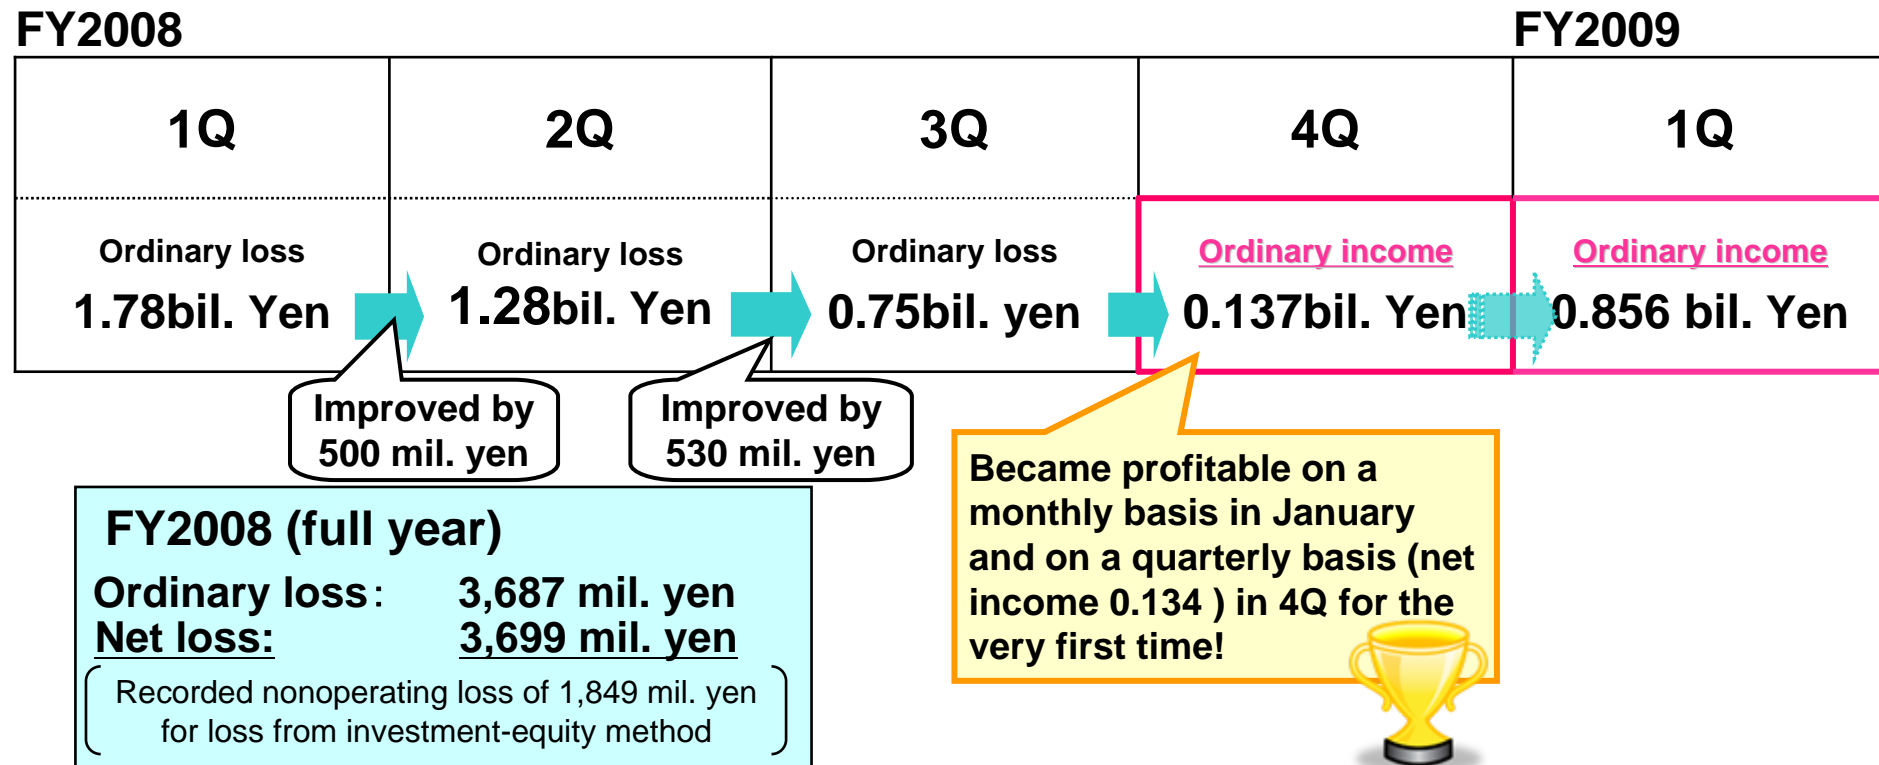 FY2008
FY2009
1Q
2Q
3Q
4Q
1Q
Ordinary loss
1.78bil. Yen
Ordinary loss
1.28bil. Yen
Ordinary loss
0.75bil. yen
Ordinary income
0.137bil. Yen
Ordinary income
0.856 bil. Yen
Improved by
500 mil. yen
Improved by
530 mil. yen
Became profitable on a
monthly basis in January
and on a quarterly basis (net
income 0.134 ) in 4Q for the
very first time!
FY2008 (full year)
Ordinary loss： 3,687 mil. yen
Net loss: 3,699 mil. yen
Recorded nonoperating loss of 1,849 mil. yen
for loss from investment-equity method